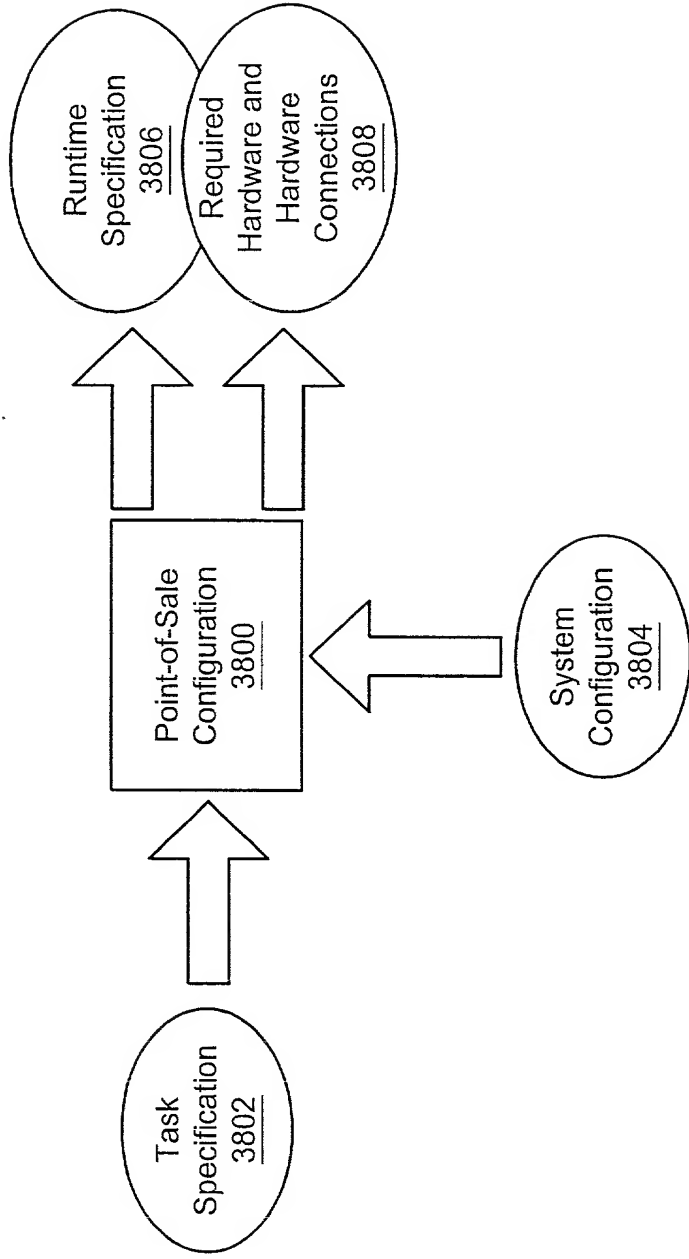 Task
Specification
3802
Point-of-Sale
Configuration
3800
System
Configuration
3804
Runtime
Specification
3806
Required
Hardware and
Hardware
Connections
3808